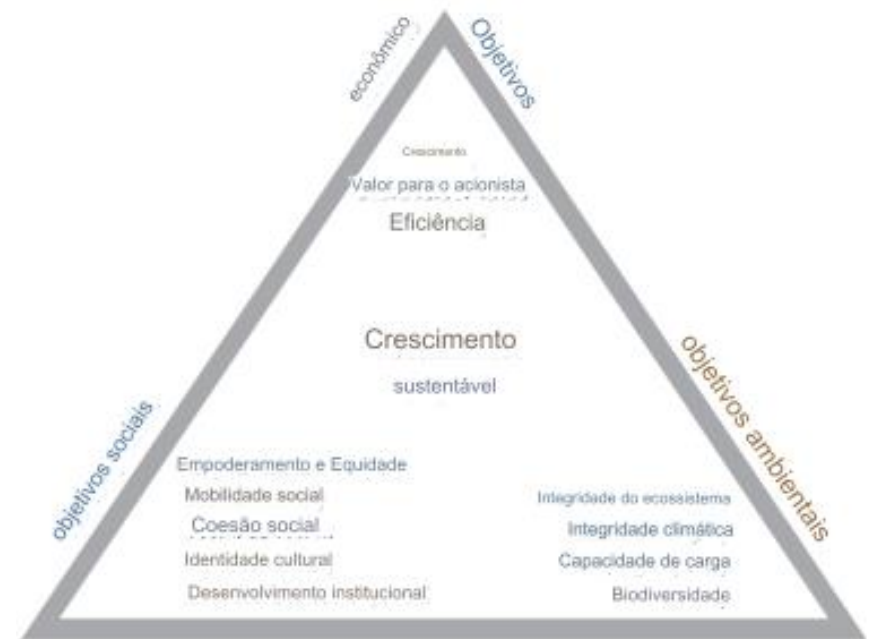 econômico
Objetivos
Crescimento
Valor para o acionista
Eficiência
Crescimento
sustentável
objetivos sociais
objetivos ambientais
Empoderamento e Equidade
Mobilidade social
Coesão social
Identidade cultural
Desenvolvimento institucional
Integridade do ecossistema
Integridade climática
Capacidade de carga
Biodiversidade